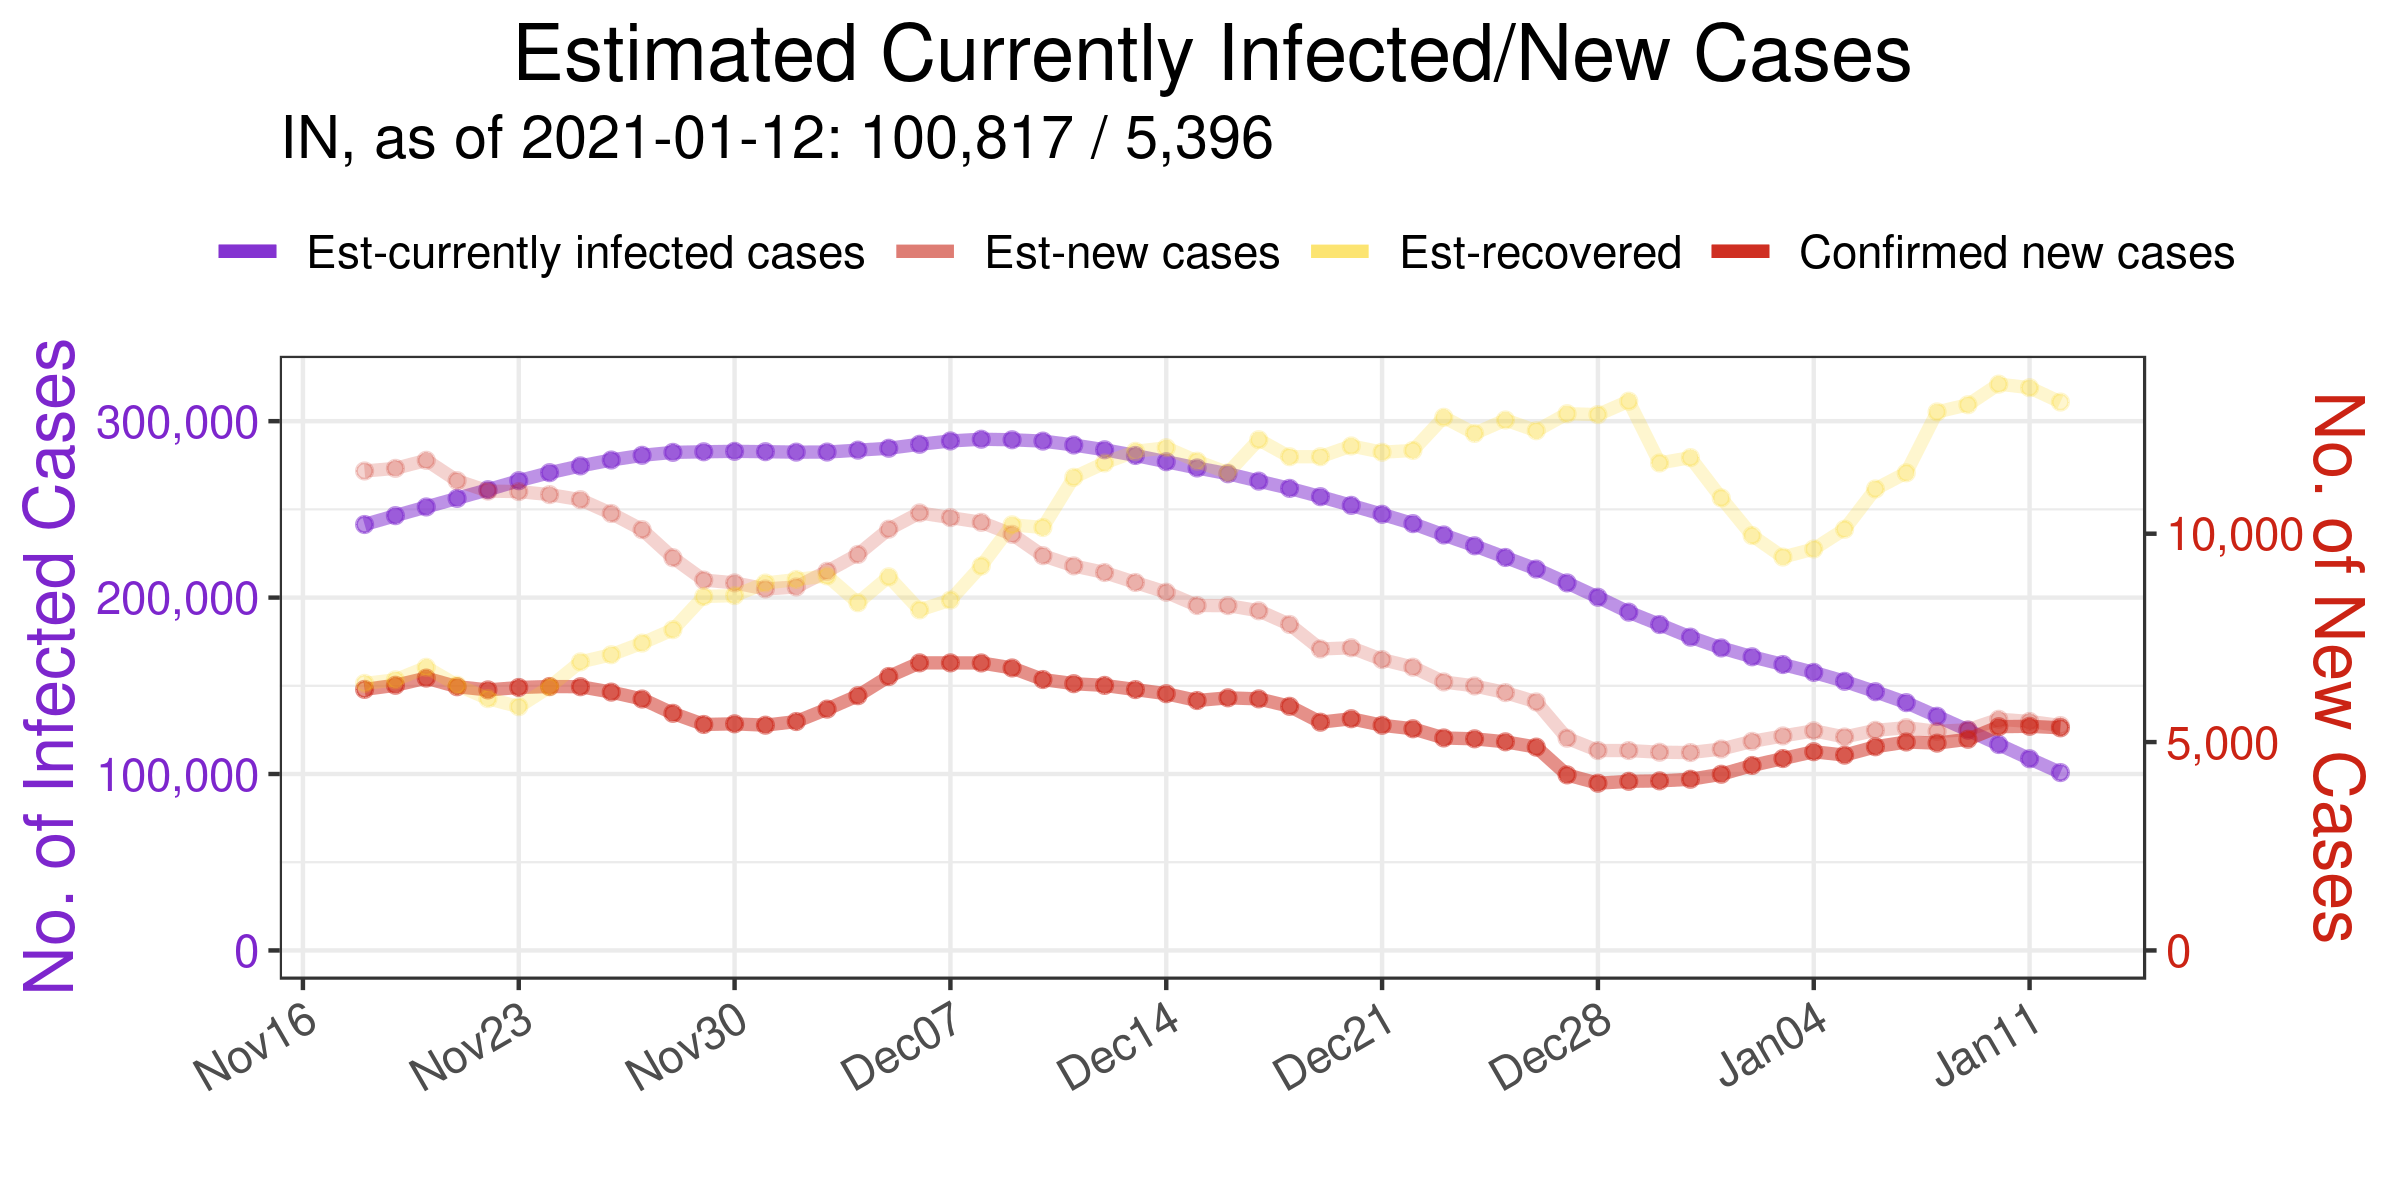 Estimated Currently Infected/New Cases
IN, as of 2021-01-12: 100,817 / 5,396
Est-currently infected cases
Est-new cases
Est-recovered
Confirmed new cases
No. of Infected Cases
300,000
200,000
100,000
0
No. of New Cases
10,000
5,000
0
Nov16
Nov23
Nov30
Dec07
Dec14
Dec21
Dec28
Jan04
Jan11